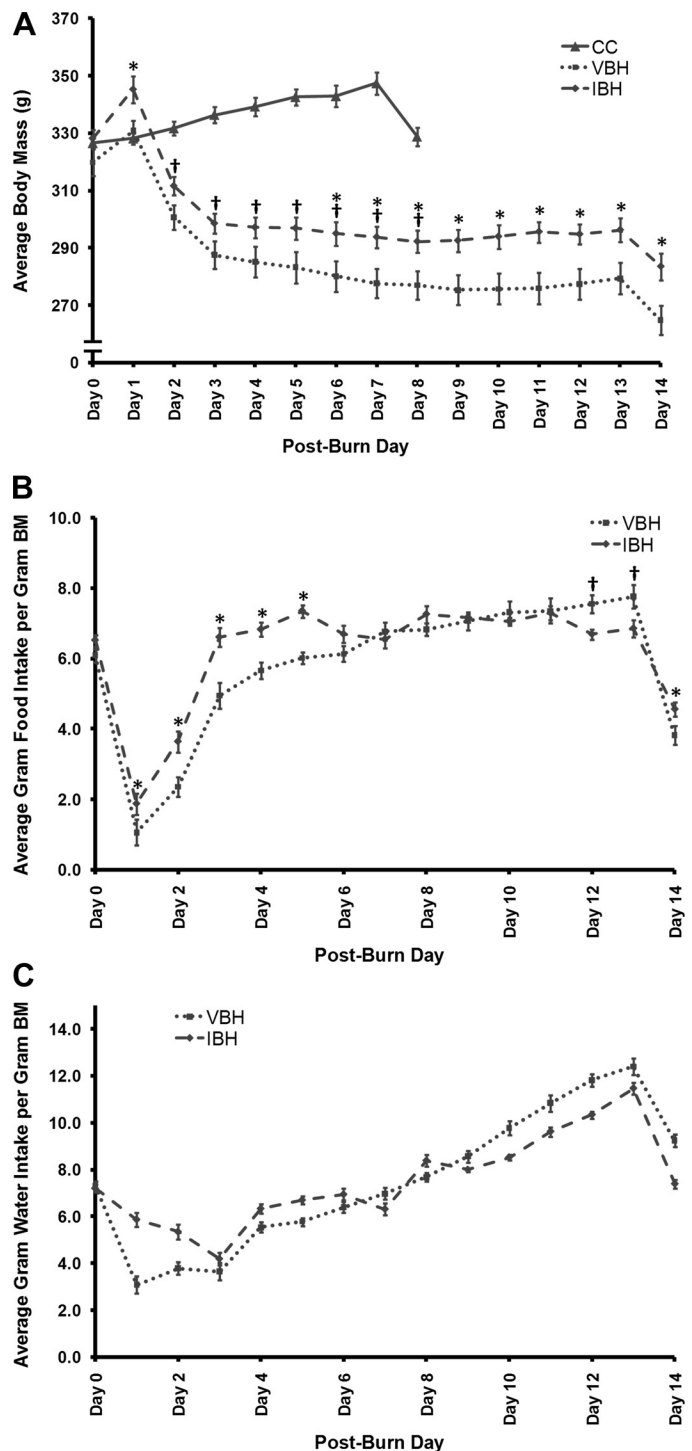 A
Average Body Mass (g)
370
350
330
310
290
270
0
CC
VBH
IBH
*
†
†
†
†
*
†
*
†
*
†
*
*
*
*
*
*
Day 0
Day 1
Day 2
Day 3
Day 4
Day 5
Day 6
Day 7
Day 8
Day 9
Day 10
Day 11
Day 12
Day 13
Day 14
Post-Burn Day
B
Average Gram Food Intake per Gram BM
10.0
8.0
6.0
4.0
2.0
0.0
VBH
IBH
*
*
*
*
*
†
†
*
Day 0
Day 2
Day 4
Day 6
Day 8
Day 10
Day 12
Day 14
Post-Burn Day
C
Average Gram Water Intake per Gram BM
14.0
12.0
10.0
8.0
6.0
4.0
2.0
0.0
VBH
IBH
Day 0
Day 2
Day 4
Day 6
Day 8
Day 10
Day 12
Day 14
Post-Burn Day